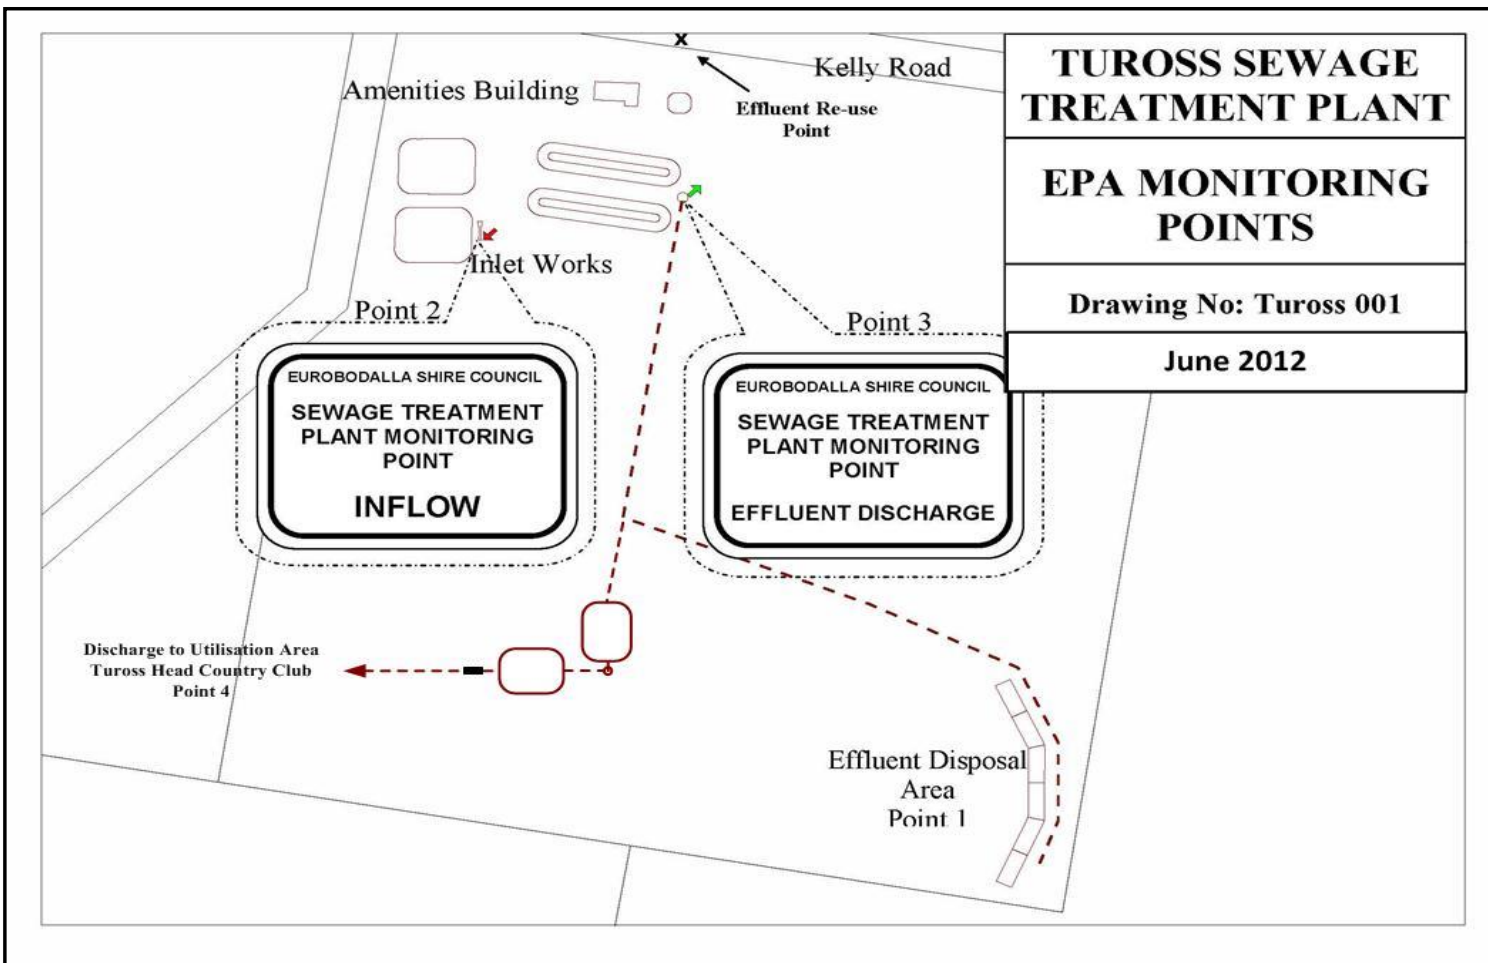 x
Kelly Road
Amenities Building
Effluent Re-use
Point
TUROSS SEWAGE
TREATMENT PLANT
EPA MONITORING
POINTS
Drawing No: Tuross 001
June 2012
Inlet Works
Point 2
Point 3
EUROBODALLA SHIRE COUNCIL
SEWAGE TREATMENT
PLANT MONITORING
POINT
INFLOW
EUROBODALLA SHIRE COUNCIL
SEWAGE TREATMENT
PLANT MONITORING
POINT
EFFLUENT DISCHARGE
Discharge to Utilisation Area
Tuross Head Country Club
Point 4
Effluent Disposal
Area
Point 1